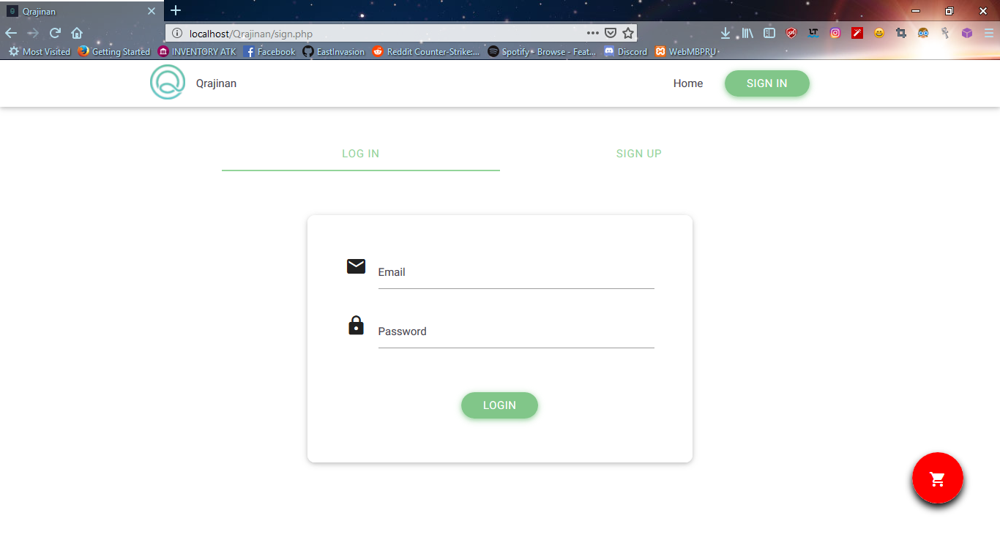 Qrajinan
localhost/Qrajinan/sign.php
LT
Most Visited Getting Started INVENTORY ATK Facebook EastInvasion Reddit Counter-Strike:... Spotify - Browse - Feat... Discord WebMBPRU
Qrajinan Home SIGN IN
LOG IN SIGN UP
Email
Password
LOGIN